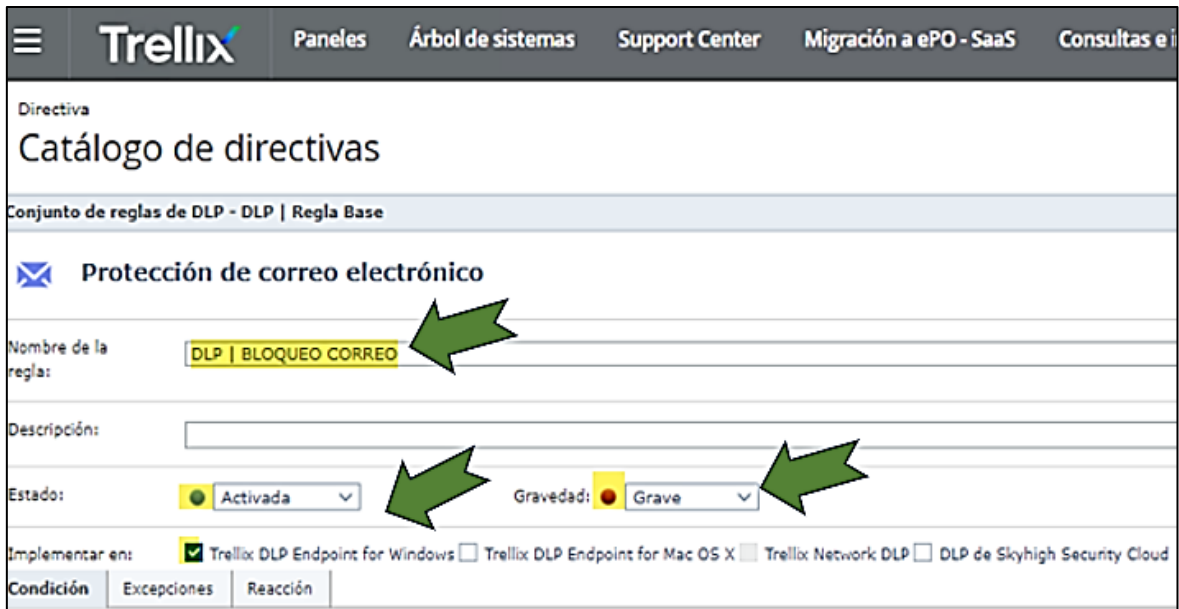 Trellix Paneles Árbol de sistemas Support Center Migración a ePO - SaaS Consultas e i
Directiva
Catálogo de directivas
Conjunto de reglas de DLP - DLP | Regla Base
Protección de correo electrónico
Nombre de la regla: DLP | BLOQUEO CORREO
Descripción:
Estado: Activada Gravedad: Grave
Implementar en: Trellix DLP Endpoint for Windows Trellix DLP Endpoint for Mac OS X Trellix Network DLP DLP de Skyhigh Security Cloud
Condición Excepciones Reacción